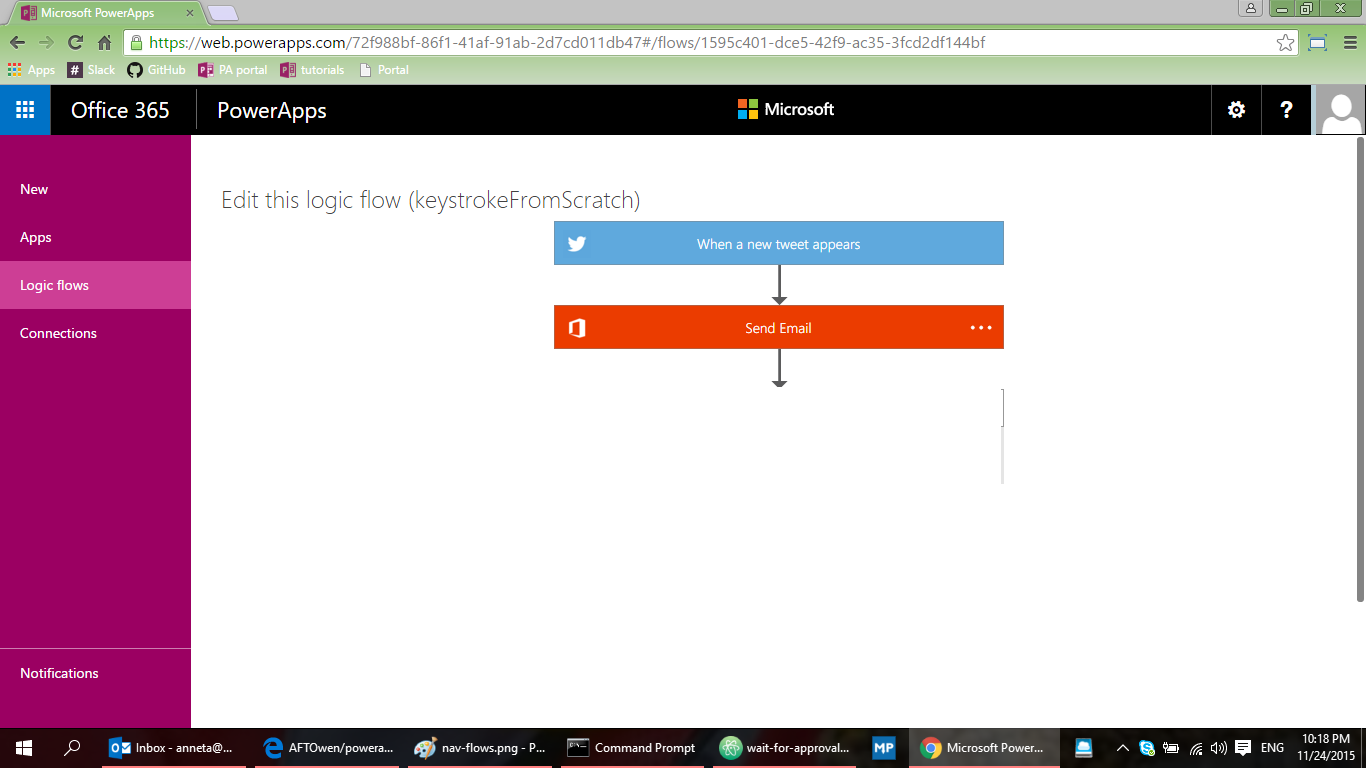 Microsoft PowerApps
https://web.powerapps.com/72f988bf-86f1-41af-91ab-2d7cd011db47#/flows/1595c401-dce5-42f9-ac35-3fcd2df144bf
Apps # Slack GitHub PA portal tutorials Portal
Office 365 PowerApps Microsoft ?
New
Apps
Logic flows
Connections
Notifications
Edit this logic flow (keystrokeFromScratch)
When a new tweet appears
Send Email
Inbox - anneta@... AFTOwen/powera... nav-flows.png - P... Command Prompt wait-for-approval... MP Microsoft Power... ENG 10:18 PM
11/24/2015